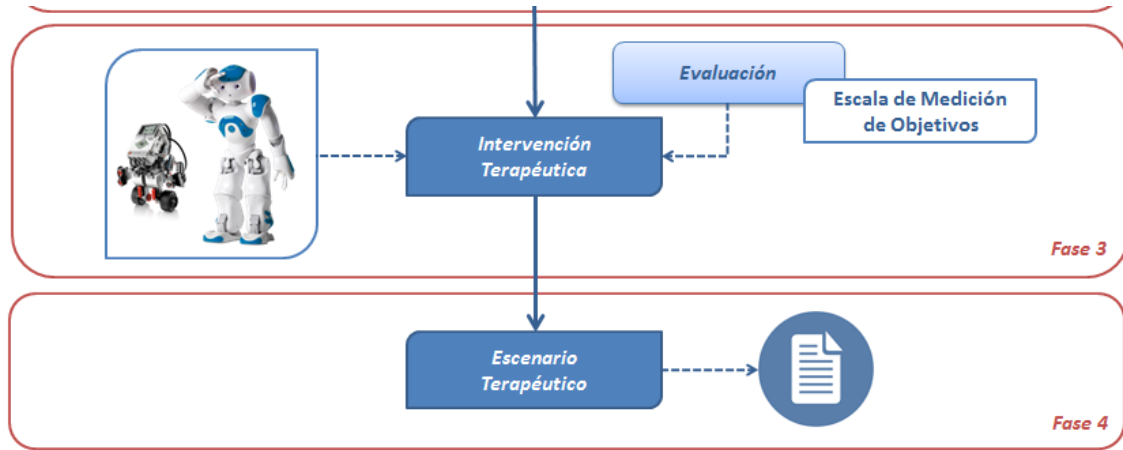 Evaluación
Escala de Medición
de Objetivos
Intervención
Terapéutica
Fase 3
Escenario
Terapéutico
Fase 4